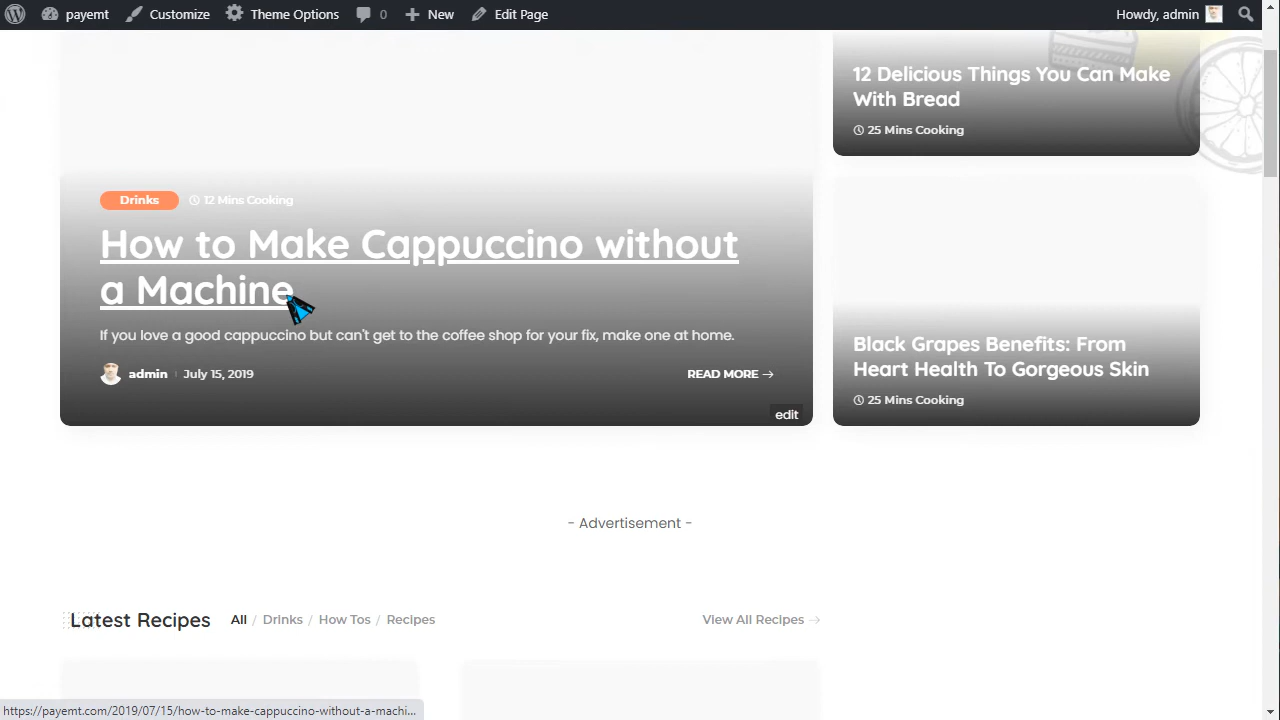 payemt Customize Theme Options 0 New Edit Page Howdy, admin
12 Delicious Things You Can Make
With Bread
25 Mins Cooking
Drinks 12 Mins Cooking
How to Make Cappuccino without
a Machine
If you love a good cappuccino but can't get to the coffee shop for your fix, make one at home.
admin July 15, 2019 READ MORE →
edit
Black Grapes Benefits: From
Heart Health To Gorgeous Skin
25 Mins Cooking
- Advertisement -
Latest Recipes All / Drinks / How Tos / Recipes View All Recipes →
https://payemt.com/2019/07/15/how-to-make-cappuccino-without-a-machi...